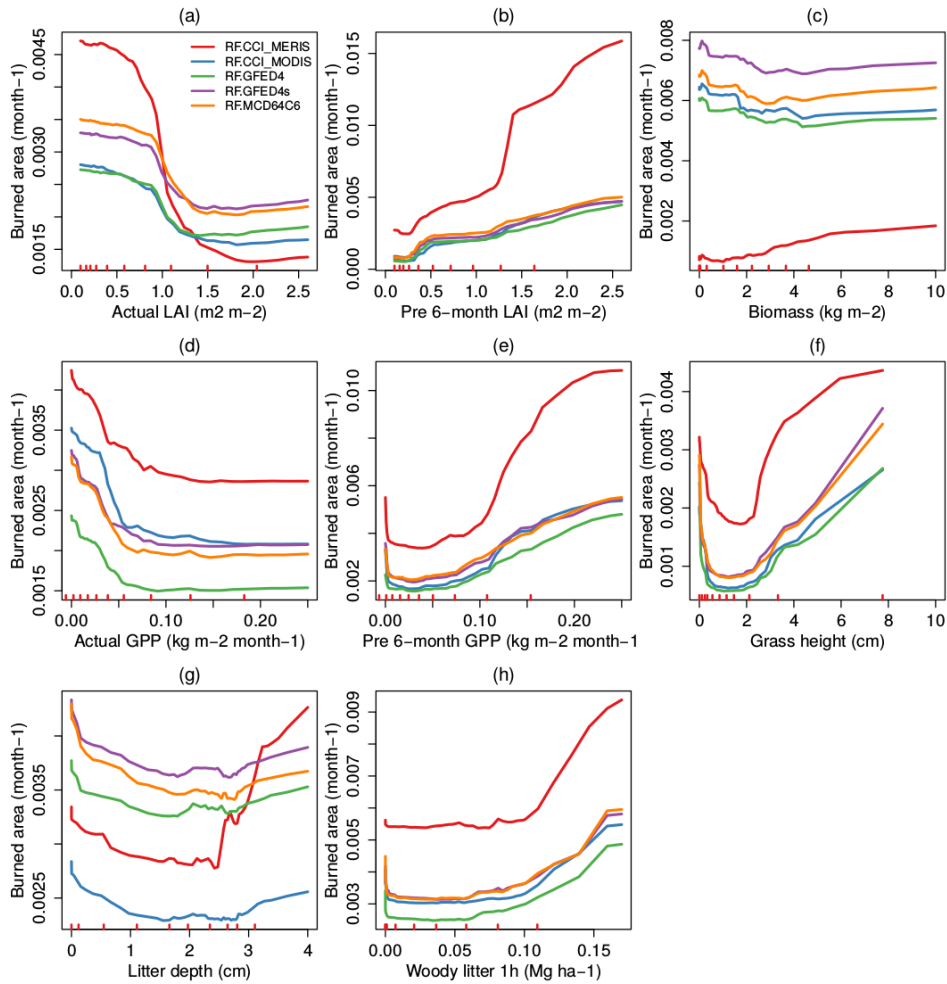 (a)
Burned area (month−1)
0.0045
0.0030
0.0015
RF.CCI_MERIS
RF.CCI_MODIS
RF.GFED4
RF.GFED4s
RF.MCD64C6
0.0 0.5 1.0 1.5 2.0 2.5
Actual LAI (m2 m−2)
(b)
Burned area (month−1)
0.015
0.010
0.005
0.000
0.0 0.5 1.0 1.5 2.0 2.5
Pre 6−month LAI (m2 m−2)
(c)
Burned area (month−1)
0.008
0.006
0.004
0.002
0 2 4 6 8 10
Biomass (kg m−2)
(d)
Burned area (month−1)
0.0035
0.0025
0.0015
0.00 0.10 0.20
Actual GPP (kg m−2 month−1)
(e)
Burned area (month−1)
0.010
0.006
0.002
0.00 0.10 0.20
Pre 6−month GPP (kg m−2 month−1
(f)
Burned area (month−1)
0.004
0.003
0.002
0.001
0 2 4 6 8 10
Grass height (cm)
(g)
Burned area (month−1)
0.0035
0.0025
0 1 2 3 4
Litter depth (cm)
(h)
Burned area (month−1)
0.009
0.007
0.005
0.003
0.00 0.05 0.10 0.15
Woody litter 1h (Mg ha−1)